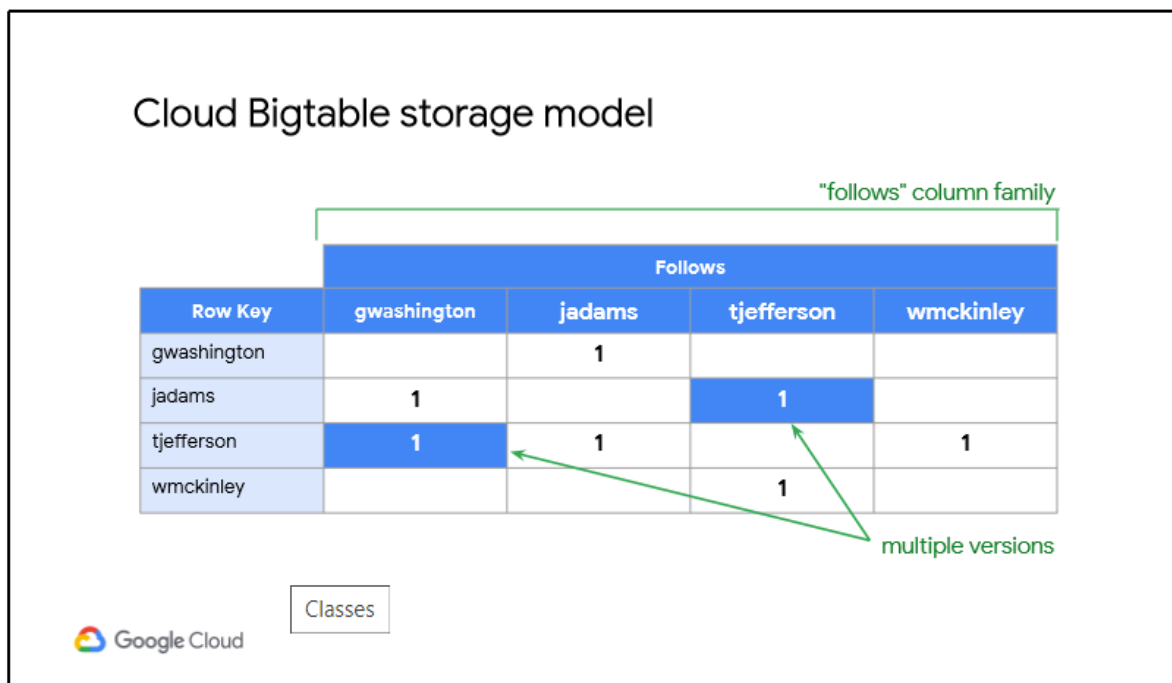 Cloud Bigtable storage model
"follows" column family
Follows
Row Key gwashington jadams tjefferson wmckinley
gwashington 1
jadams 1 1
tjefferson 1 1 1
wmckinley 1
multiple versions
Classes
Google Cloud